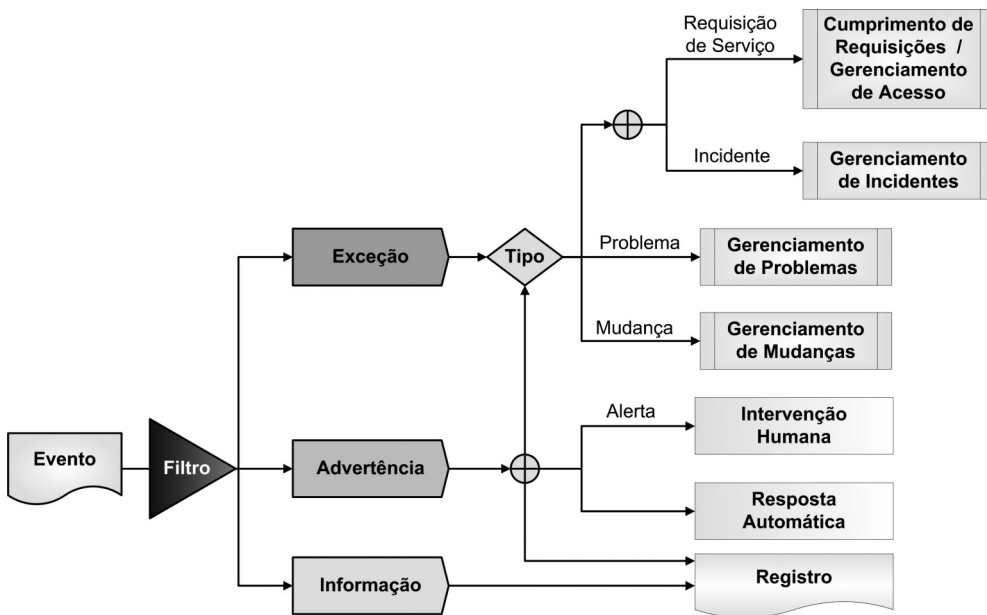 Requisição
de Serviço
Cumprimento de
Requisições /
Gerenciamento
de Acesso
Incidente
Gerenciamento
de Incidentes
Exceção
Tipo
Problema
Gerenciamento
de Problemas
Mudança
Gerenciamento
de Mudanças
Evento
Filtro
Advertência
Alerta
Intervenção
Humana
Resposta
Automática
Informação
Registro